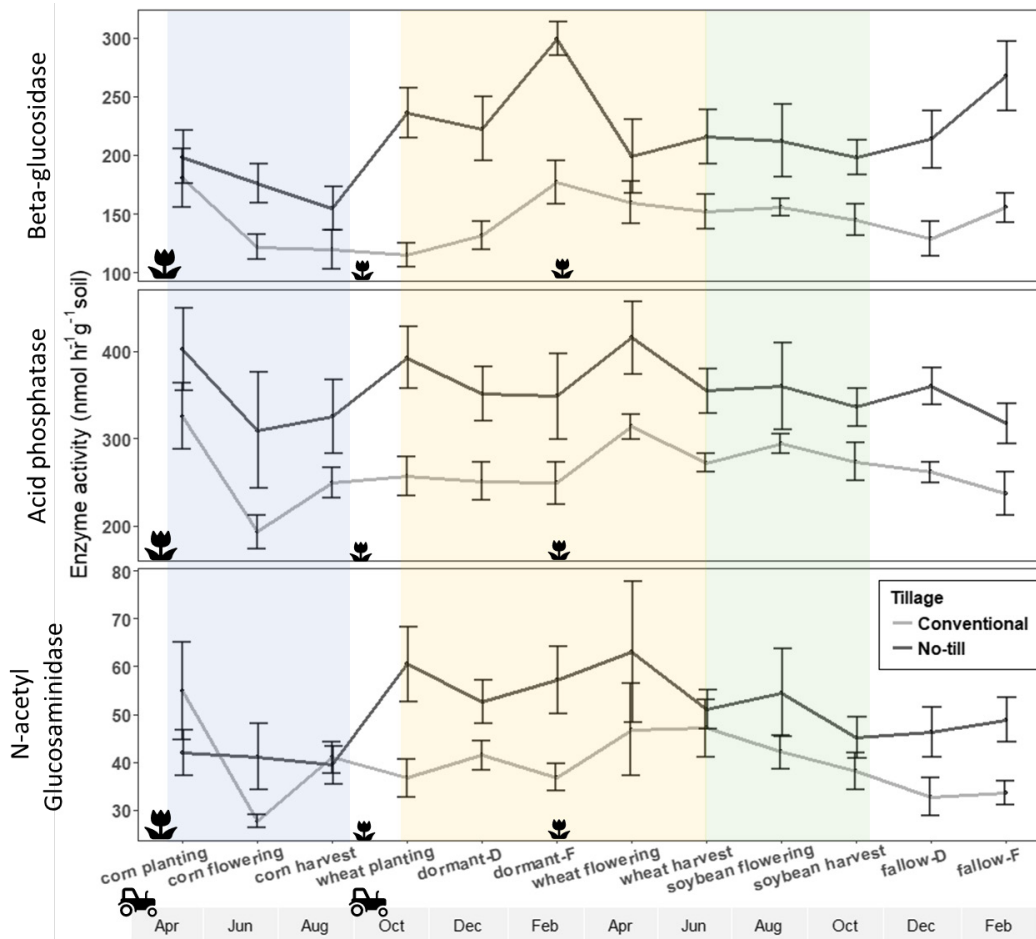 Beta-glucosidase
300
250
200
150
100
Acid phosphatase
Enzyme activity (nmol hr⁻¹g⁻¹soil)
400
300
200
N-acetyl
Glucosaminidase
80
70
60
50
40
30
Tillage
Conventional
No-till
corn planting
corn flowering
corn harvest
wheat planting
dormant-D
dormant-F
wheat flowering
wheat harvest
soybean flowering
soybean harvest
fallow-D
fallow-F
Apr Jun Aug Oct Dec Feb Apr Jun Aug Oct Dec Feb